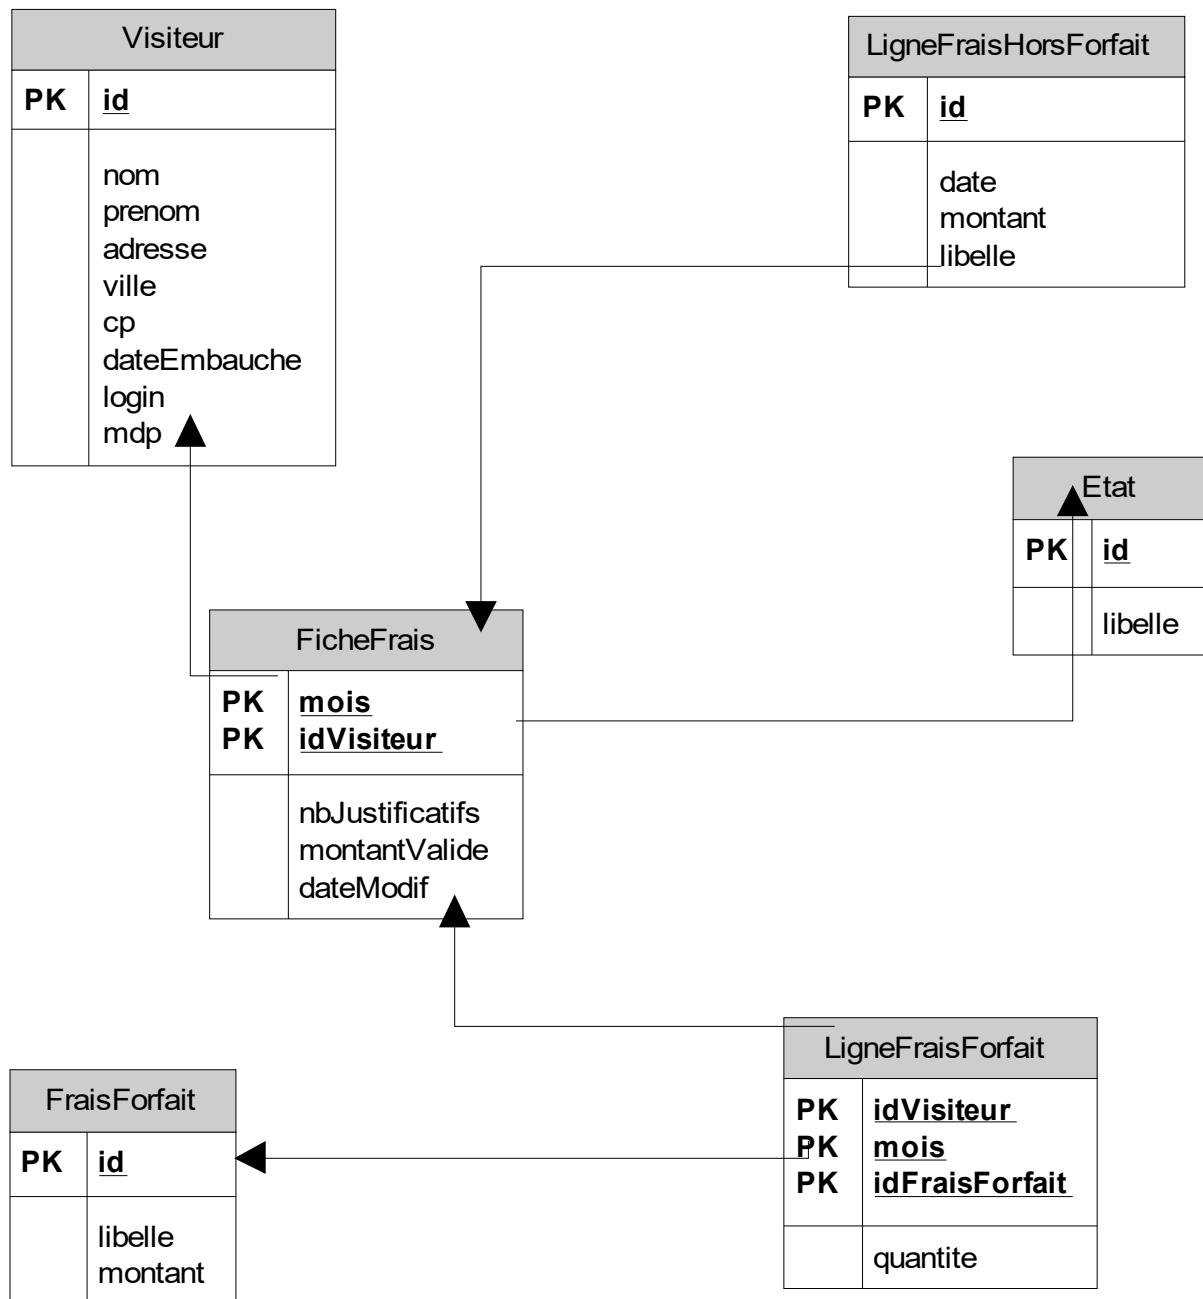 Visiteur
PK id
nom
prenom
adresse
ville
cp
dateEmbauche
login
mdp
LigneFraisHorsForfait
PK id
date
montant
libelle
Etat
PK id
libelle
FicheFrais
PK mois
PK idVisiteur
nbJustificatifs
montantValide
dateModif
LigneFraisForfait
PK idVisiteur
PK mois
PK idFraisForfait
quantite
FraisForfait
PK id
libelle
montant